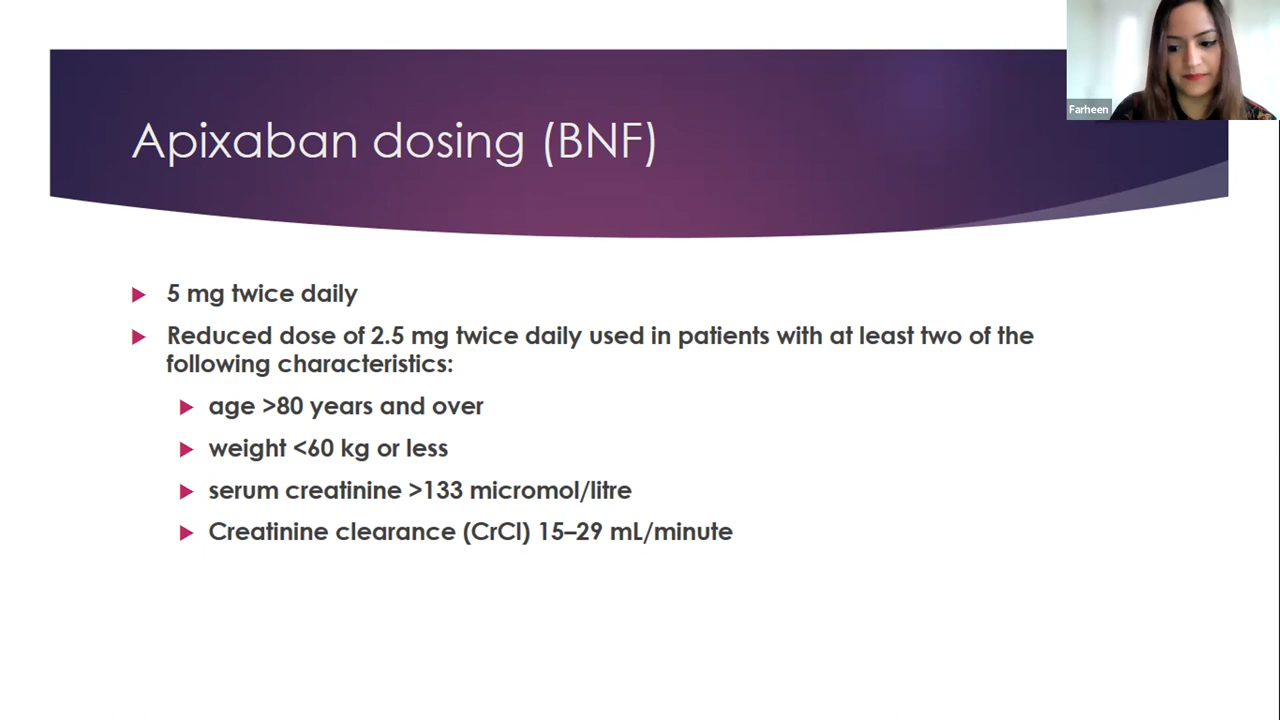 Farheen
Apixaban dosing (BNF)
5 mg twice daily
Reduced dose of 2.5 mg twice daily used in patients with at least two of the
following characteristics:
age >80 years and over
weight <60 kg or less
serum creatinine >133 micromol/litre
Creatinine clearance (CrCl) 15–29 mL/minute